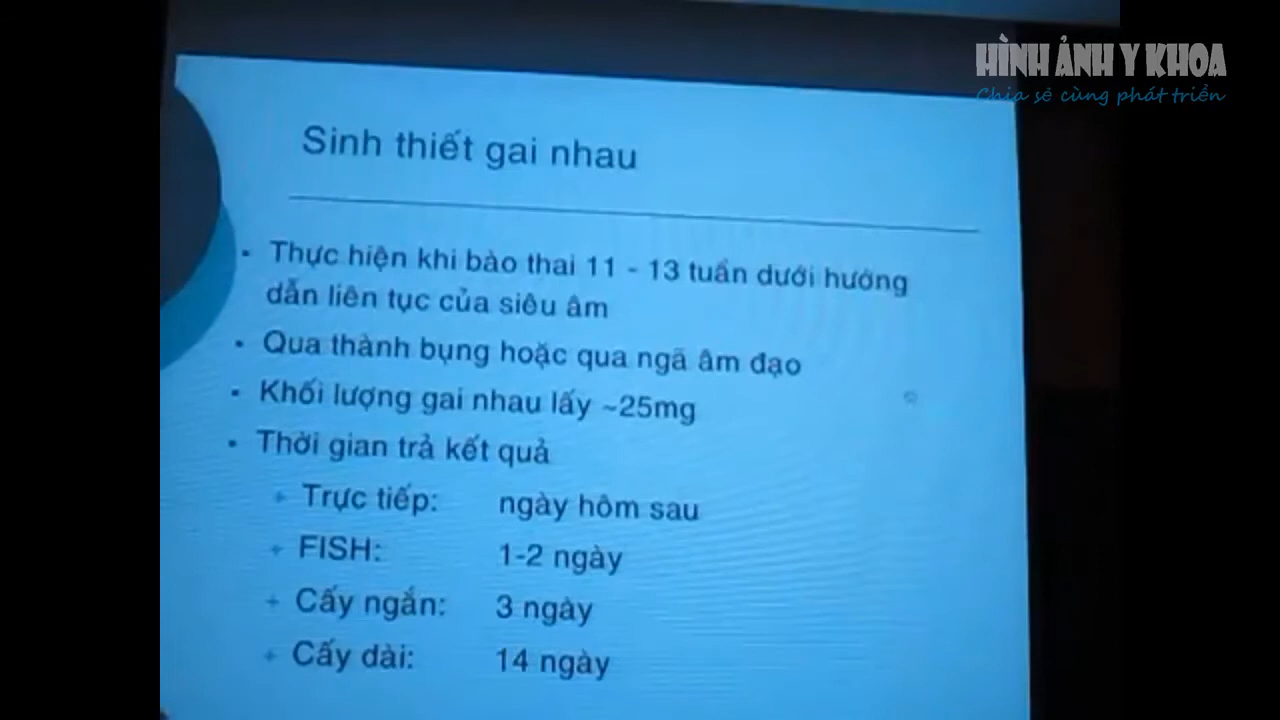 HÌNH ẢNH Y KHOA
Chia sẻ cùng phát triển
Sinh thiết gai nhau
Thực hiện khi bào thai 11 - 13 tuần dưới hướng
dẫn liên tục của siêu âm
Qua thành bụng hoặc qua ngã âm đạo
Khối lượng gai nhau lấy ~25mg
Thời gian trả kết quả
Trực tiếp: ngày hôm sau
FISH: 1-2 ngày
Cấy ngắn: 3 ngày
Cấy dài: 14 ngày